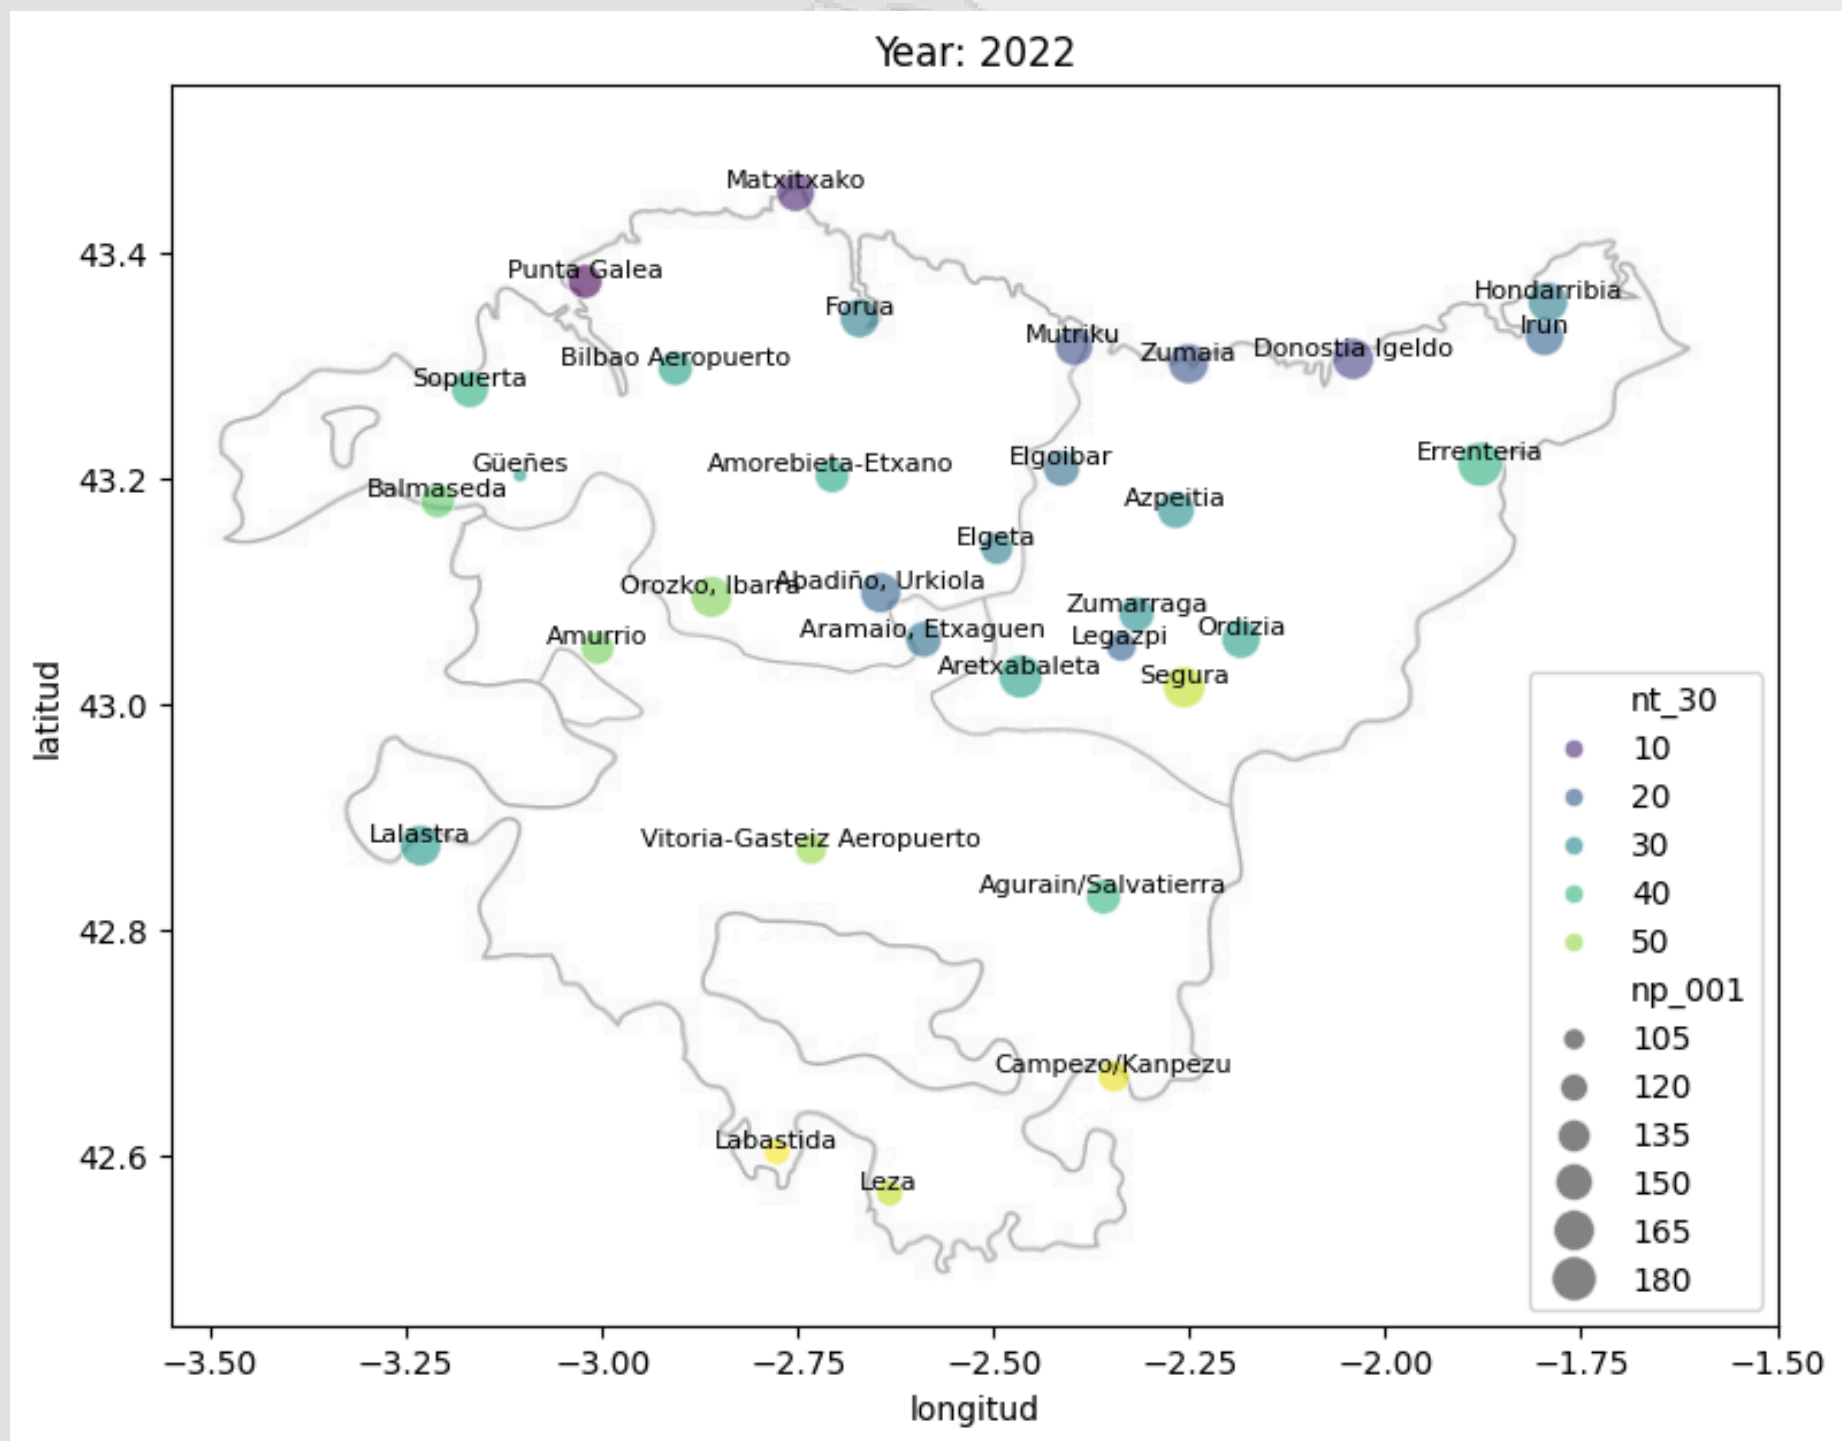 Year: 2022
Matxitxako
43.4
Punta Galea
Hondarribia
Forua
Irun
Mutriku
Zumaia
Donostia Igeldo
Bilbao Aeropuerto
Sopuerta
Güeñes
Amorebieta-Etxano
Elgoibar
Errenteria
43.2
Balmaseda
Azpeitia
Elgeta
Orozko, Ibarra
Abadiño, Urkiola
Zumarraga
Amurrio
Aramaio, Etxaguen
Legazpi
Ordizia
Aretxabaleta
Segura
latitud
43.0
Lalastra
Vitoria-Gasteiz Aeropuerto
Agurain/Salvatierra
42.8
Campezo/Kanpezu
Labastida
42.6
Leza
nt_30
10
20
30
40
50
np_001
105
120
135
150
165
180
−3.50 −3.25 −3.00 −2.75 −2.50 −2.25 −2.00 −1.75 −1.50
longitud